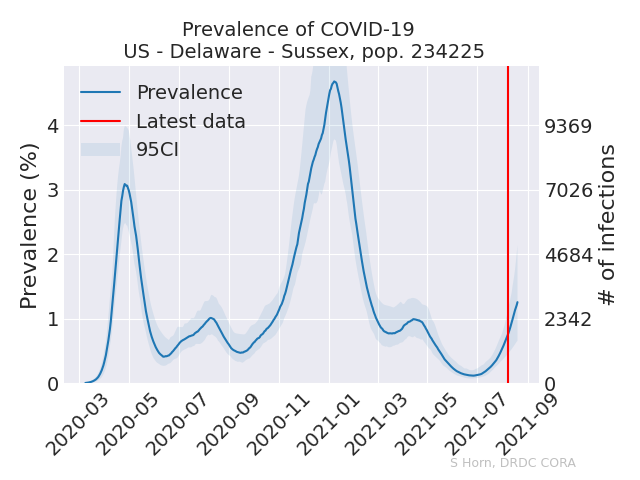 Prevalence of COVID-19
US - Delaware - Sussex, pop. 234225
Prevalence
Latest data
95CI
Prevalence (%)
4
3
2
1
0
9369
7026
4684
2342
0
# of infections
2020-03
2020-05
2020-07
2020-09
2020-11
2021-01
2021-03
2021-05
2021-07
2021-09
S Horn, DRDC CORA